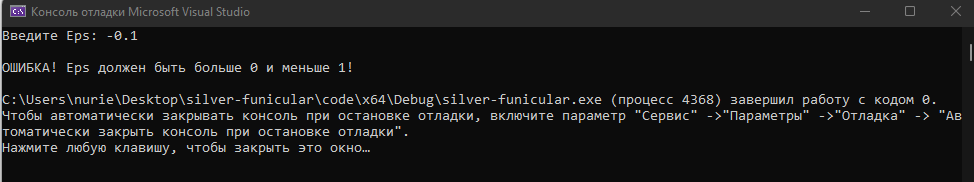 Консоль отладки Microsoft Visual Studio
Введите Eps: -0.1
ОШИБКА! Eps должен быть больше 0 и меньше 1!
C:\Users\nurie\Desktop\silver-funicular\code\x64\Debug\silver-funicular.exe (процесс 4368) завершил работу с кодом 0.
Чтобы автоматически закрывать консоль при остановке отладки, включите параметр "Сервис" ->"Параметры" ->"Отладка" -> "Ав
томатически закрыть консоль при остановке отладки".
Нажмите любую клавишу, чтобы закрыть это окно…